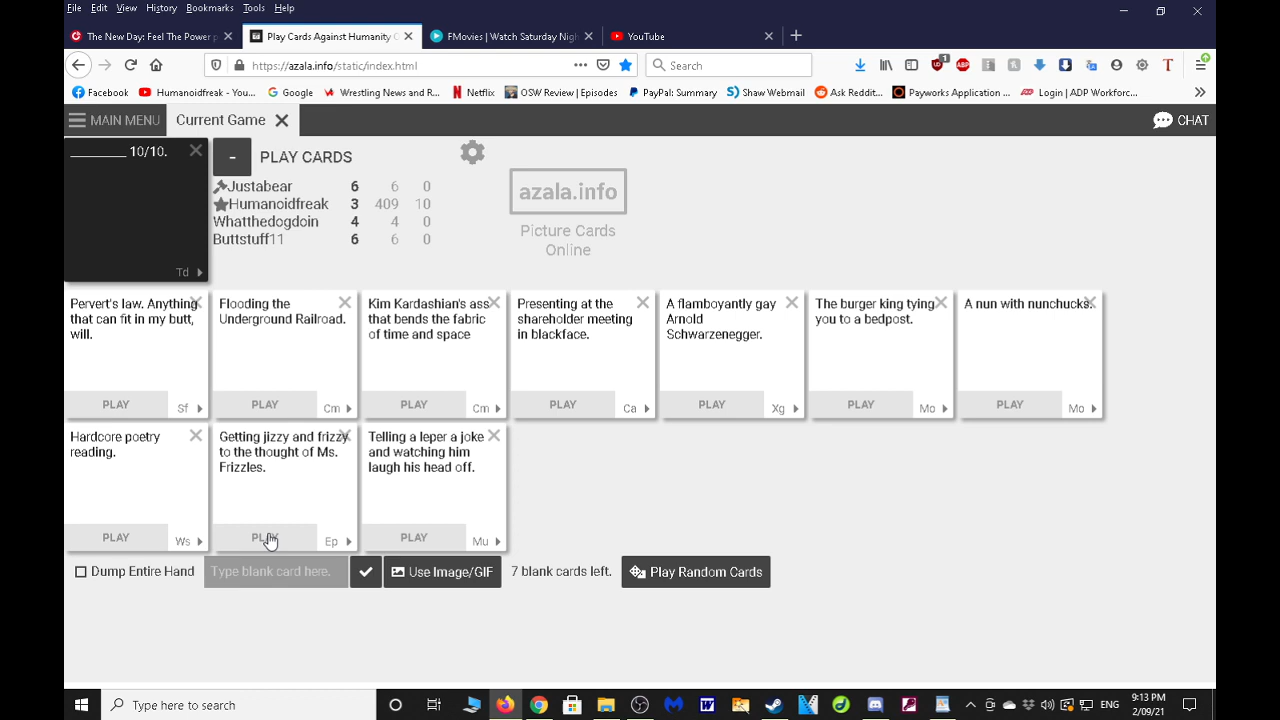 File Edit View History Bookmarks Tools Help
The New Day: Feel The Power p
Play Cards Against Humanity O
FMovies | Watch Saturday Nigh
YouTube
https://azala.info/static/index.html
Search
Facebook Humanoidfreak - You... Google Wrestling News and R... Netflix OSW Review | Episodes PayPal: Summary Shaw Webmail Ask Reddit... Payworks Application ... Login | ADP Workforc...
MAIN MENU Current Game CHAT
________ 10/10.
Td
- PLAY CARDS
Justabear 6 6 0
Humanoidfreak 3 409 10
Whatthedogdoin 4 4 0
Buttstuff11 6 6 0
azala.info
Picture Cards
Online
Pervert's law. Anything
that can fit in my butt,
will.
PLAY Sf
Flooding the
Underground Railroad.
PLAY Cm
Kim Kardashian's ass
that bends the fabric
of time and space
PLAY Cm
Presenting at the
shareholder meeting
in blackface.
PLAY Ca
A flamboyantly gay
Arnold
Schwarzenegger.
PLAY Xg
The burger king tying
you to a bedpost.
PLAY Mo
A nun with nunchucks.
PLAY Mo
Hardcore poetry
reading.
PLAY Ws
Getting jizzy and frizzy
to the thought of Ms.
Frizzles.
PLAY Ep
Telling a leper a joke
and watching him
laugh his head off.
PLAY Mu
Dump Entire Hand Type blank card here. Use Image/GIF 7 blank cards left. Play Random Cards
Type here to search
ENG
9:13 PM
2/09/21